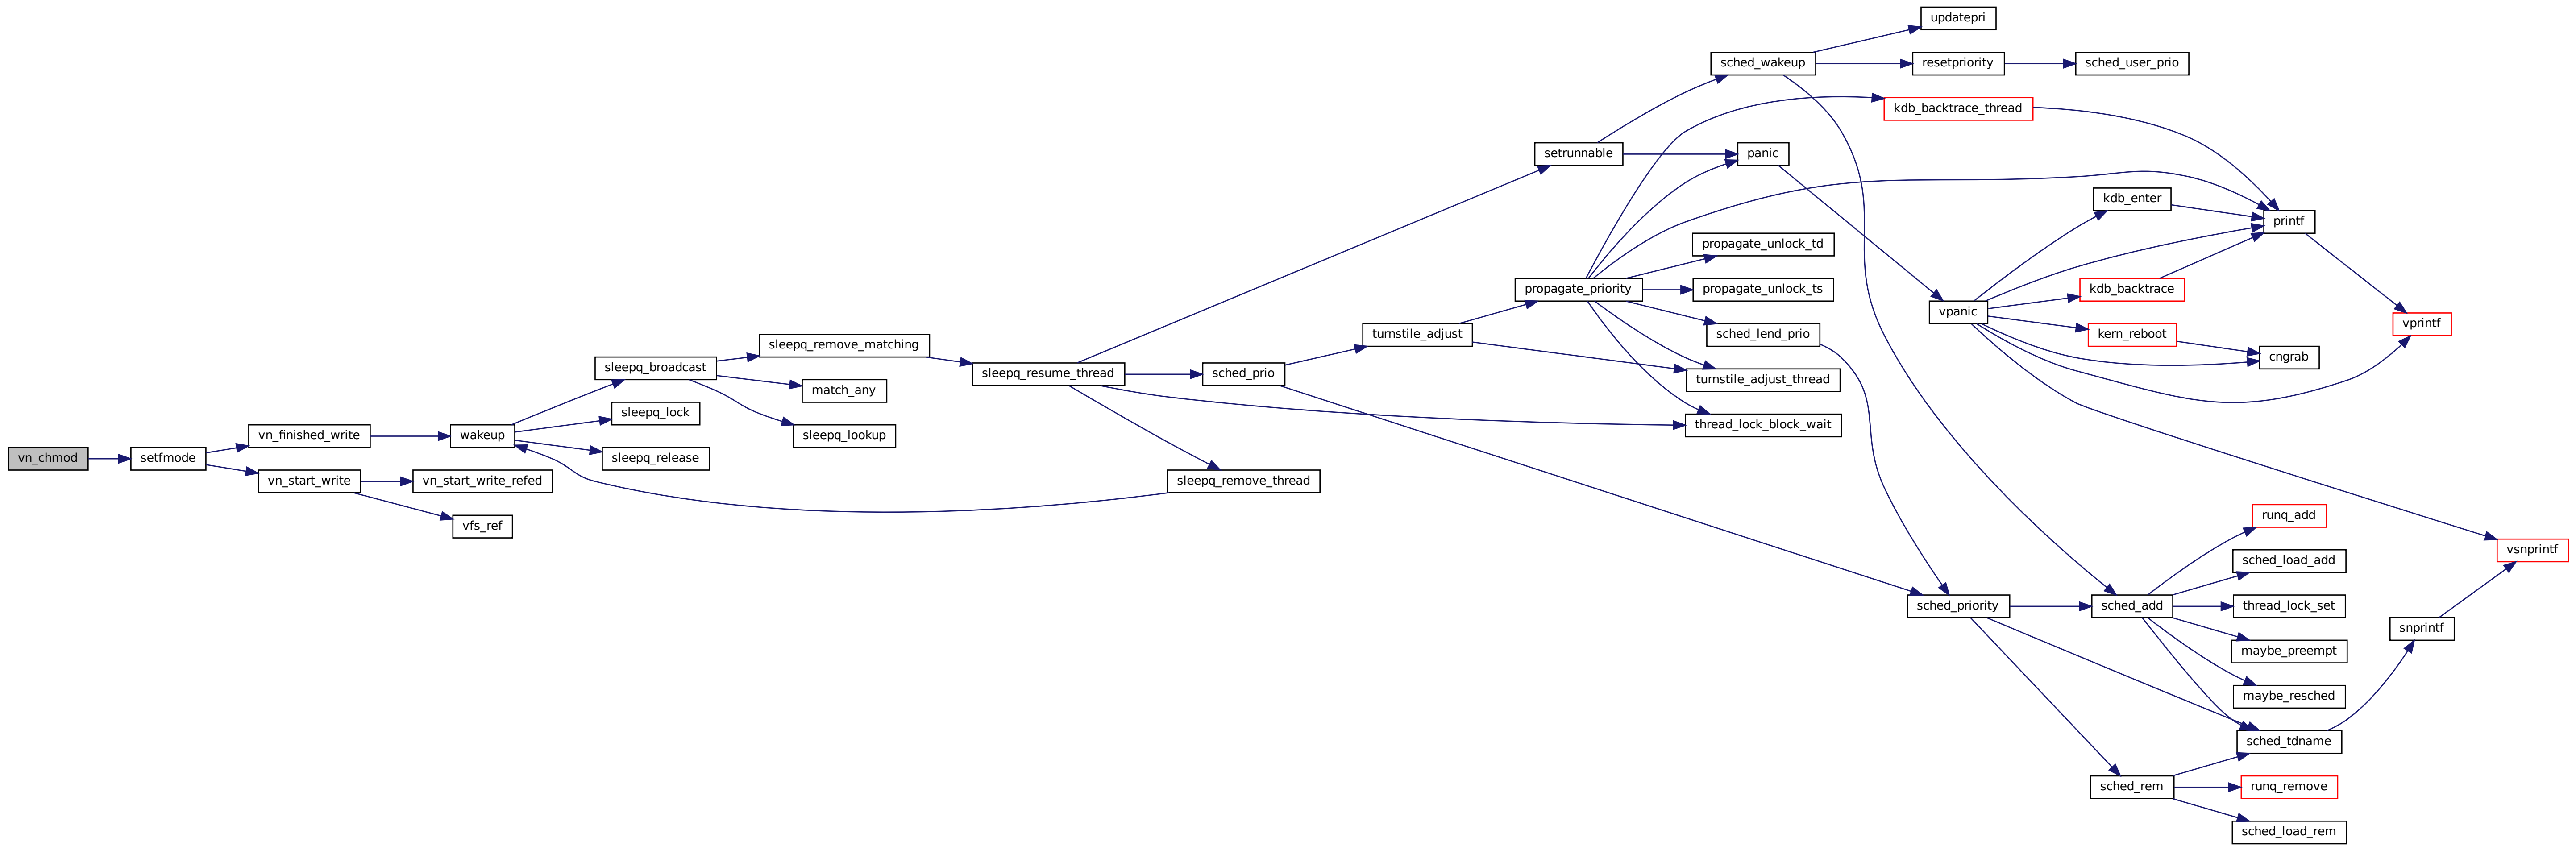 vn_chmod
setfmode
vn_finished_write
vn_start_write
wakeup
vn_start_write_refed
vfs_ref
sleepq_broadcast
sleepq_lock
sleepq_release
sleepq_remove_matching
match_any
sleepq_lookup
sleepq_resume_thread
sleepq_remove_thread
sched_prio
turnstile_adjust
setrunnable
propagate_priority
sched_wakeup
panic
propagate_unlock_td
propagate_unlock_ts
sched_lend_prio
turnstile_adjust_thread
thread_lock_block_wait
updatepri
resetpriority
kdb_backtrace_thread
vpanic
sched_priority
sched_user_prio
kdb_enter
kdb_backtrace
kern_reboot
sched_add
sched_rem
printf
cngrab
runq_add
sched_load_add
thread_lock_set
maybe_preempt
maybe_resched
sched_tdname
runq_remove
sched_load_rem
vprintf
snprintf
vsnprintf